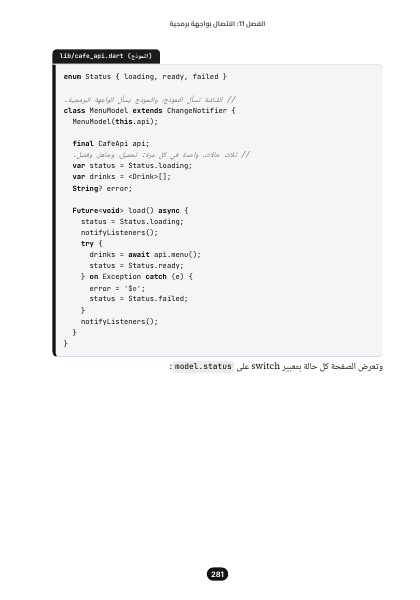 الفصل 11: الاتصال بواجهة برمجية
lib/cafe_api.dart (النموذج)
enum Status { loading, ready, failed }
// الشاشة تسأل النموذج؛ والنموذج يسأل الواجهة البرمجية.
class MenuModel extends ChangeNotifier {
  MenuModel(this.api);
  final CafeApi api;
  // ثلاث حالات، واحدة في كل مرة: تحميل، وجاهز، وفشل.
  var status = Status.loading;
  var drinks = <Drink>[];
  String? error;
  Future<void> load() async {
    status = Status.loading;
    notifyListeners();
    try {
      drinks = await api.menu();
      status = Status.ready;
    } on Exception catch (e) {
      error = '$e';
      status = Status.failed;
    }
    notifyListeners();
  }
}
وتعرض الصفحة كل حالة بتعبير switch على model.status:
281